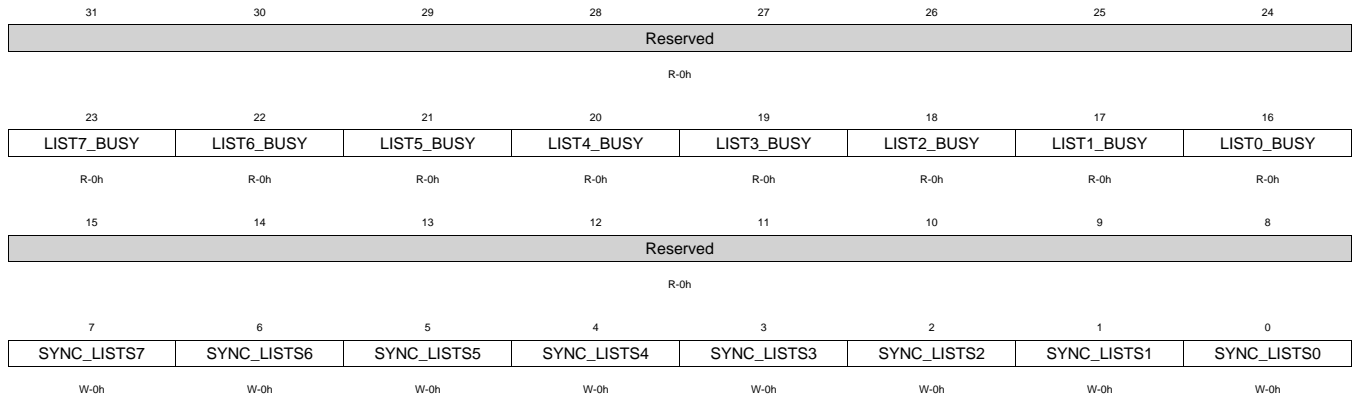 31 30 29 28 27 26 25 24
Reserved
R-0h
23 22 21 20 19 18 17 16
LIST7_BUSY LIST6_BUSY LIST5_BUSY LIST4_BUSY LIST3_BUSY LIST2_BUSY LIST1_BUSY LIST0_BUSY
R-0h R-0h R-0h R-0h R-0h R-0h R-0h R-0h
15 14 13 12 11 10 9 8
Reserved
R-0h
7 6 5 4 3 2 1 0
SYNC_LISTS7 SYNC_LISTS6 SYNC_LISTS5 SYNC_LISTS4 SYNC_LISTS3 SYNC_LISTS2 SYNC_LISTS1 SYNC_LISTS0
W-0h W-0h W-0h W-0h W-0h W-0h W-0h W-0h